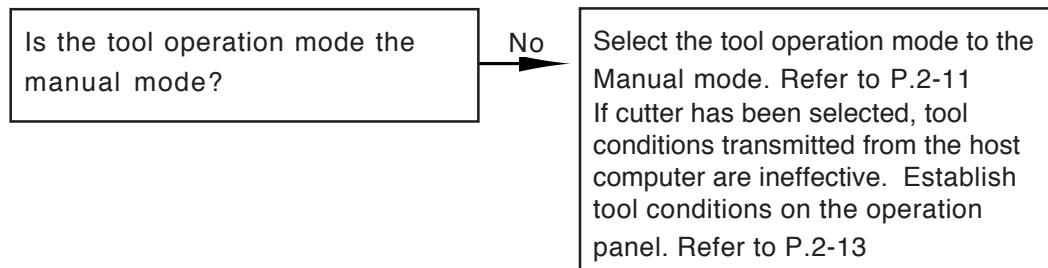 Is the tool operation mode the
manual mode?
No
Select the tool operation mode to the
Manual mode. Refer to P.2-11
If cutter has been selected, tool
conditions transmitted from the host
computer are ineffective.  Establish
tool conditions on the operation
panel. Refer to P.2-13